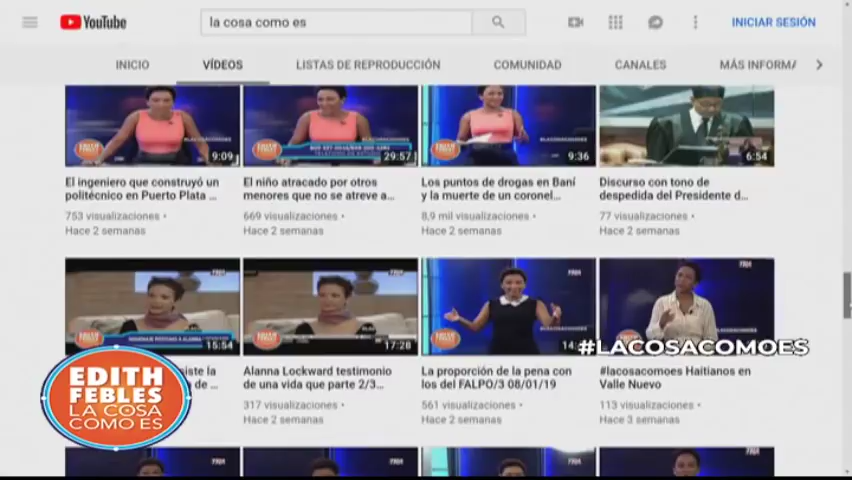 YouTube
la cosa como es
INICIAR SESIÓN
INICIO
VÍDEOS
LISTAS DE REPRODUCCIÓN
COMUNIDAD
CANALES
MÁS INFORMA
#LACOSACOMOES
9:09
29:57
9:36
6:54
El ingeniero que construyó un
politécnico en Puerto Plata ...
753 visualizaciones •
Hace 2 semanas
El niño atracado por otros
menores que no se atreve a...
669 visualizaciones •
Hace 2 semanas
Los puntos de drogas en Baní
y la muerte de un coronel...
8,9 mil visualizaciones •
Hace 2 semanas
Discurso con tono de
despedida del Presidente d...
77 visualizaciones •
Hace 2 semanas
15:54
17:28
14:
#LACOSACOMOES
siste la
a de ...
Alanna Lockward testimonio
de una vida que parte 2/3...
317 visualizaciones •
Hace 2 semanas
La proporción de la pena con
los del FALPO/3 08/01/19
561 visualizaciones •
Hace 2 semanas
#lacosacomoes Haitianos en
Valle Nuevo
113 visualizaciones •
Hace 3 semanas
EDITH
FEBLES
LA COSA
COMO ES